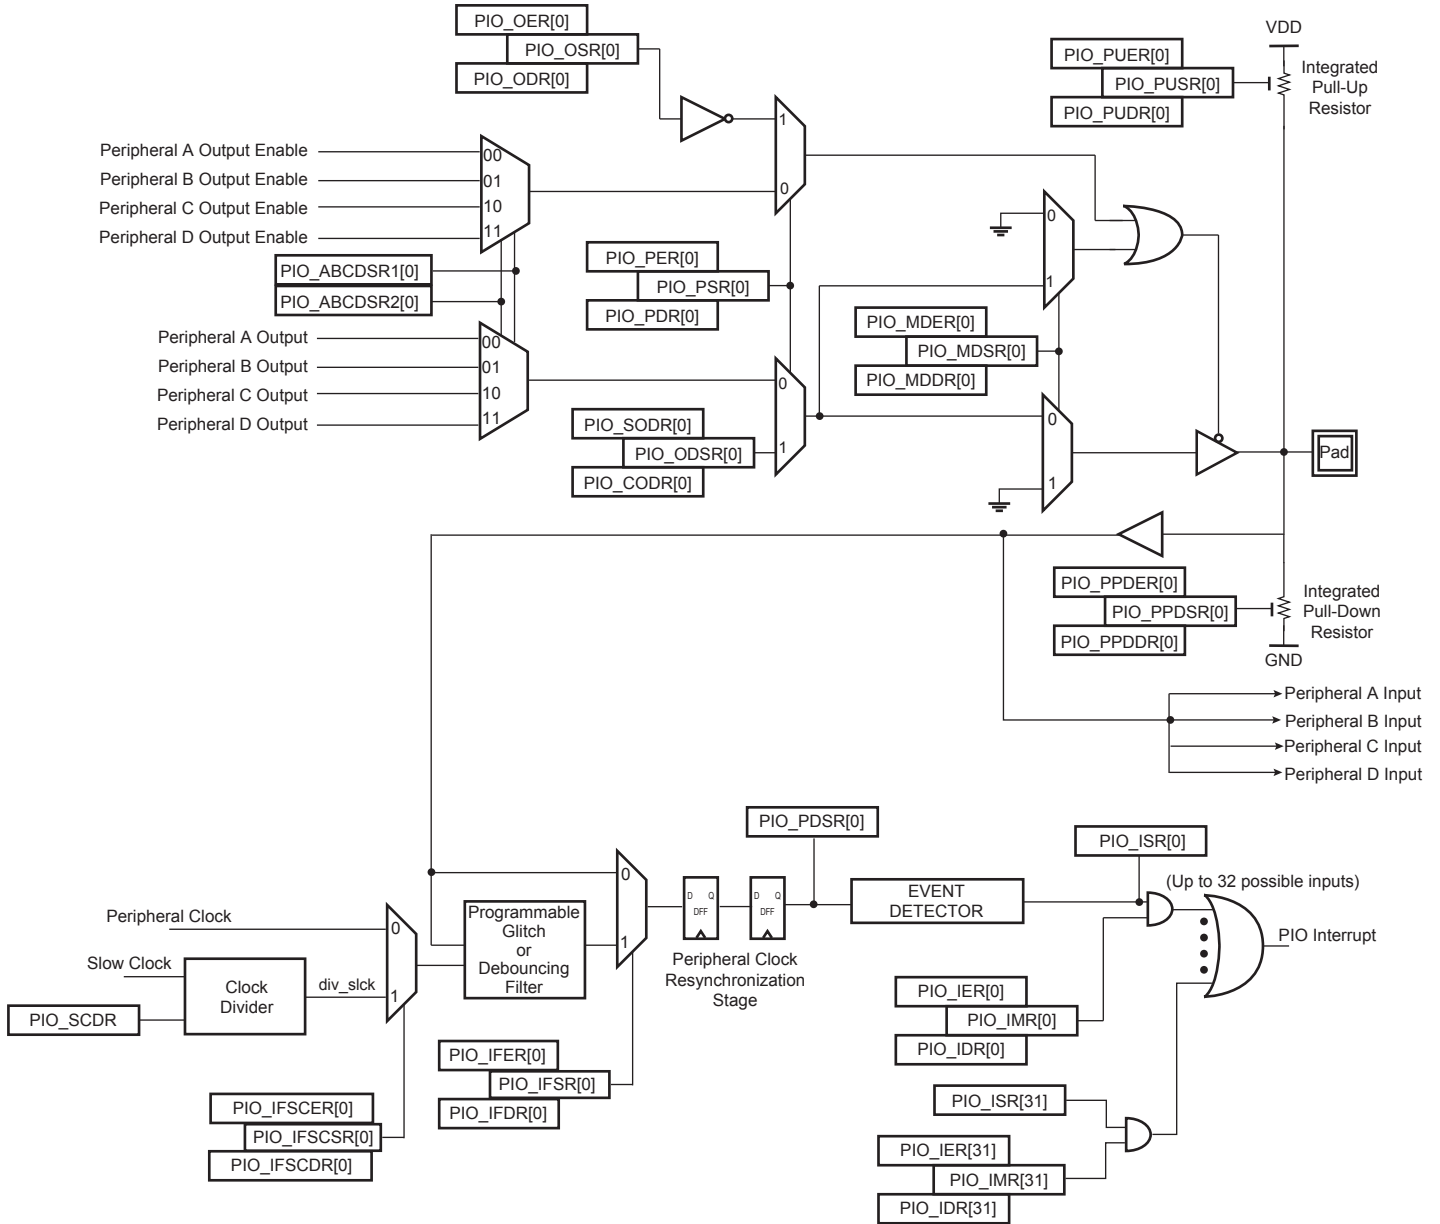 PIO_OER[0]
PIO_OSR[0]
PIO_ODR[0]
VDD
PIO_PUER[0]
PIO_PUSR[0]
PIO_PUDR[0]
Integrated
Pull-Up
Resistor
1
0
Peripheral A Output Enable
Peripheral B Output Enable
Peripheral C Output Enable
Peripheral D Output Enable
00
01
10
11
PIO_ABCDSR1[0]
PIO_ABCDSR2[0]
PIO_PER[0]
PIO_PSR[0]
PIO_PDR[0]
0
1
PIO_MDER[0]
PIO_MDSR[0]
PIO_MDDR[0]
Peripheral A Output
Peripheral B Output
Peripheral C Output
Peripheral D Output
00
01
10
11
0
1
PIO_SODR[0]
PIO_ODSR[0]
PIO_CODR[0]
0
1
Pad
PIO_PPDER[0]
PIO_PPDSR[0]
PIO_PPDDR[0]
Integrated
Pull-Down
Resistor
GND
Peripheral A Input
Peripheral B Input
Peripheral C Input
Peripheral D Input
PIO_PDSR[0]
PIO_ISR[0]
(Up to 32 possible inputs)
Peripheral Clock
Slow Clock
Clock
Divider
div_slck
PIO_SCDR
0
1
Programmable
Glitch
or
Debouncing
Filter
0
1
D Q
DFF
D Q
DFF
Peripheral Clock
Resynchronization
Stage
EVENT
DETECTOR
PIO Interrupt
PIO_IER[0]
PIO_IMR[0]
PIO_IDR[0]
PIO_IFER[0]
PIO_IFSR[0]
PIO_IFDR[0]
PIO_IFSCER[0]
PIO_IFSCSR[0]
PIO_IFSCDR[0]
PIO_ISR[31]
PIO_IER[31]
PIO_IMR[31]
PIO_IDR[31]